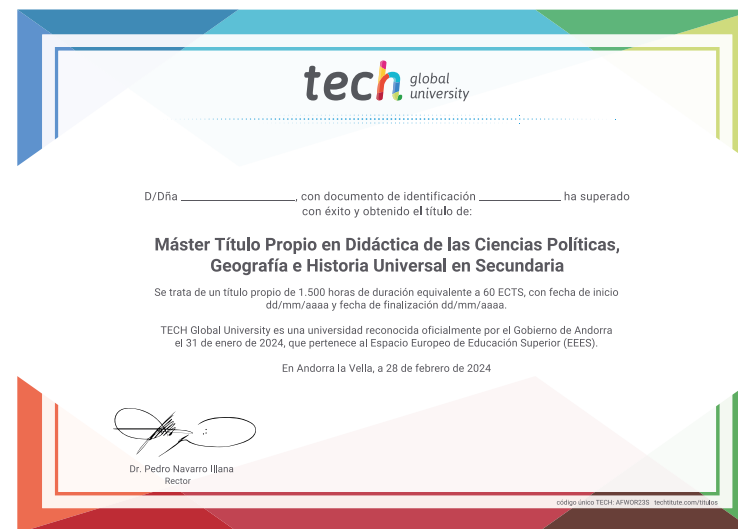 tech global university
D/Dña ____________________, con documento de identificación ______________ ha superado
con éxito y obtenido el título de:
Máster Título Propio en Didáctica de las Ciencias Políticas,
Geografía e Historia Universal en Secundaria
Se trata de un título propio de 1.500 horas de duración equivalente a 60 ECTS, con fecha de inicio
dd/mm/aaaa y fecha de finalización dd/mm/aaaa.
TECH Global University es una universidad reconocida oficialmente por el Gobierno de Andorra
el 31 de enero de 2024, que pertenece al Espacio Europeo de Educación Superior (EEES).
En Andorra la Vella, a 28 de febrero de 2024
Dr. Pedro Navarro Illana
Rector
código único TECH: AFWOR23S techtitute.com/titulos